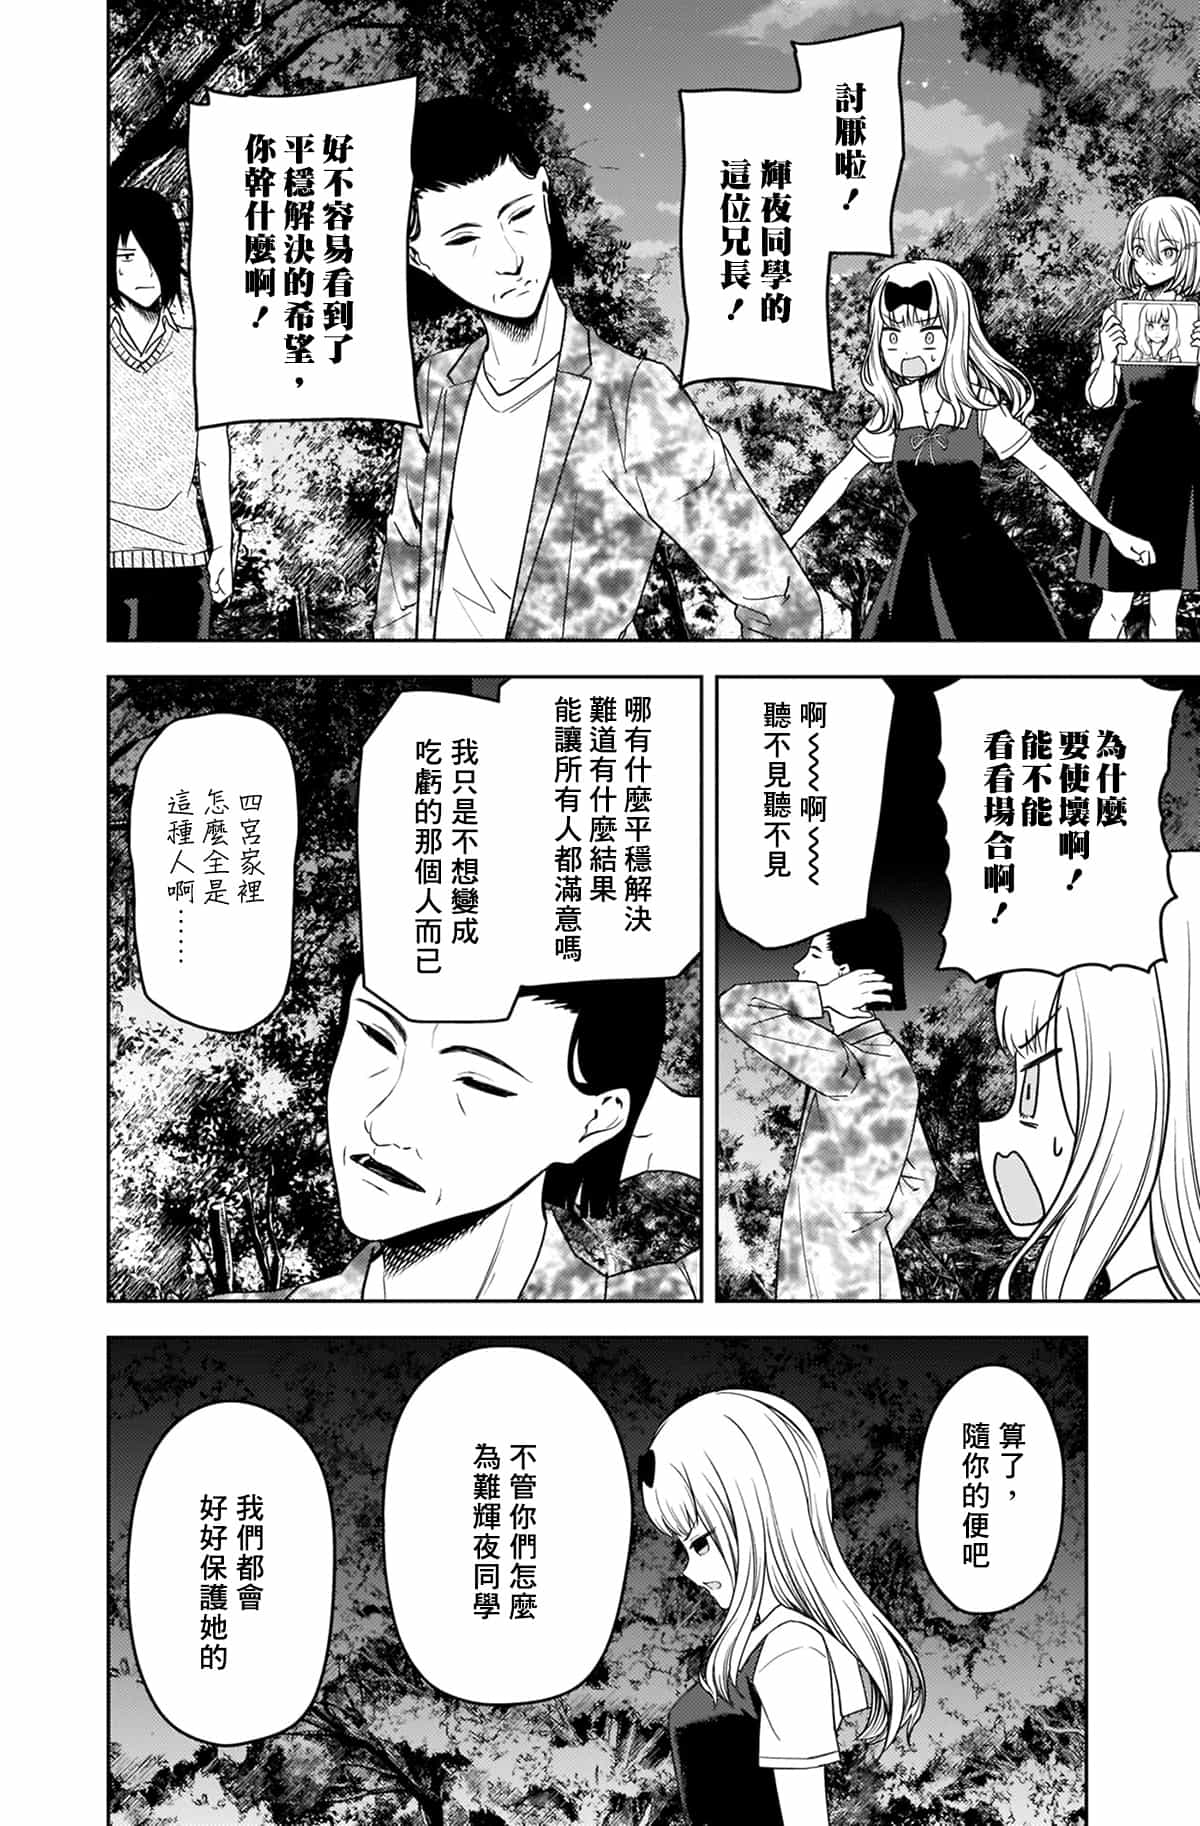 討厭啦！
輝夜同學的
這位兄長！
好不容易看到了
平穩解決的希望，
你幹什麼啊！
為什麼
要使壞啊！
能不能
看看場合啊！
啊～～～啊～～～
聽不見聽不見
哪有什麼平穩解決
難道有什麼結果
能讓所有人都滿意嗎
我只是不想變成
吃虧的那個人而已
四宮家裡
怎麼全是
這種人啊……
算了，
隨你的便吧
不管你們怎麼
為難輝夜同學
我們都會
好好保護她的